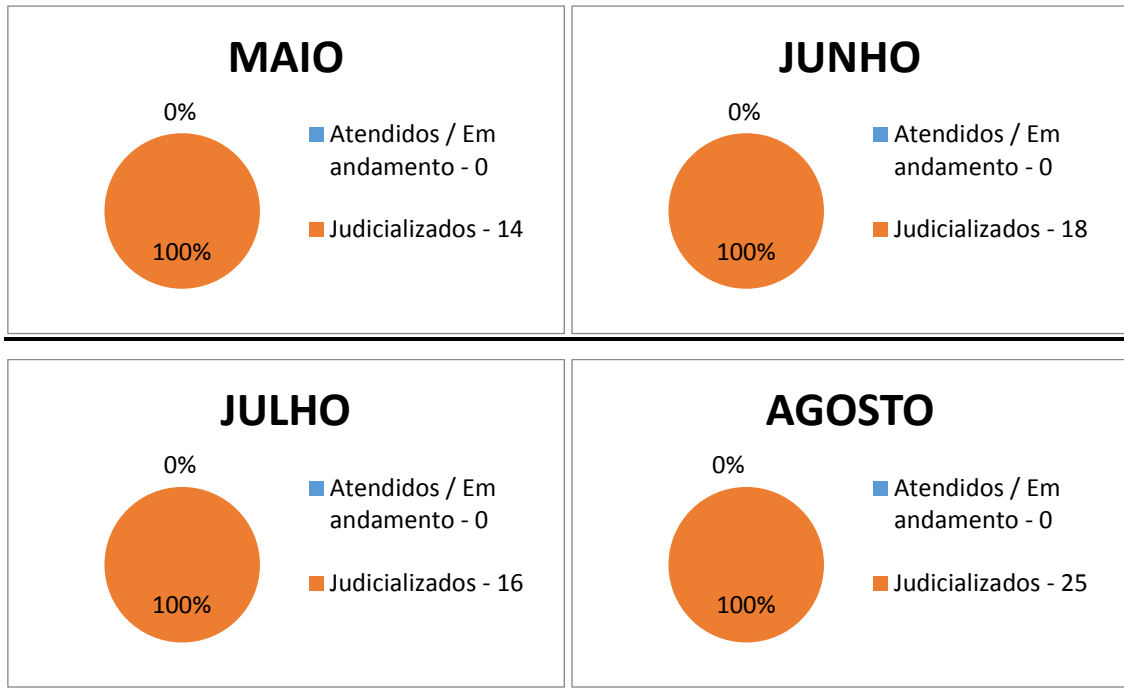 MAIO
0%
Atendidos / Em
andamento - 0
Judicializados - 14
100%
JUNHO
0%
Atendidos / Em
andamento - 0
Judicializados - 18
100%
JULHO
0%
Atendidos / Em
andamento - 0
Judicializados - 16
100%
AGOSTO
0%
Atendidos / Em
andamento - 0
Judicializados - 25
100%